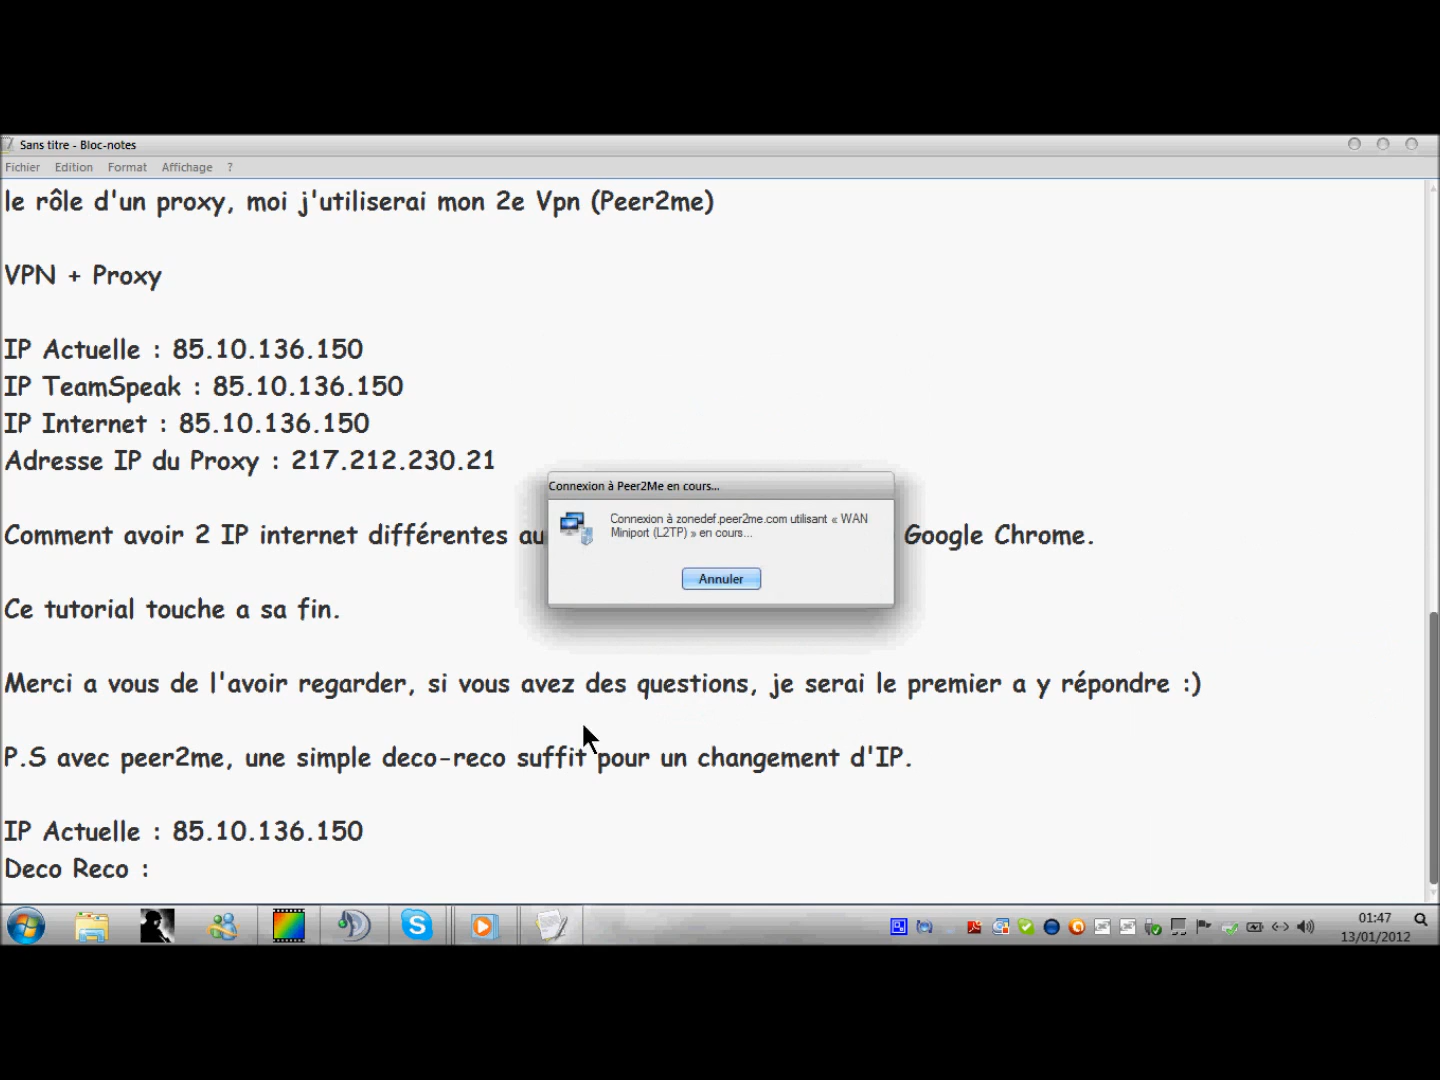 Sans titre - Bloc-notes
Fichier Edition Format Affichage ?
le rôle d'un proxy, moi j'utiliserai mon 2e Vpn (Peer2me)
VPN + Proxy
IP Actuelle : 85.10.136.150
IP TeamSpeak : 85.10.136.150
IP Internet : 85.10.136.150
Adresse IP du Proxy : 217.212.230.21
Comment avoir 2 IP internet différentes au Google Chrome.
Connexion à Peer2Me en cours...
Connexion à zonedef.peer2me.com utilisant « WAN
Miniport (L2TP) » en cours...
Annuler
Ce tutorial touche a sa fin.
Merci a vous de l'avoir regarder, si vous avez des questions, je serai le premier a y répondre :)
P.S avec peer2me, une simple deco-reco suffit pour un changement d'IP.
IP Actuelle : 85.10.136.150
Deco Reco :
01:47
13/01/2012